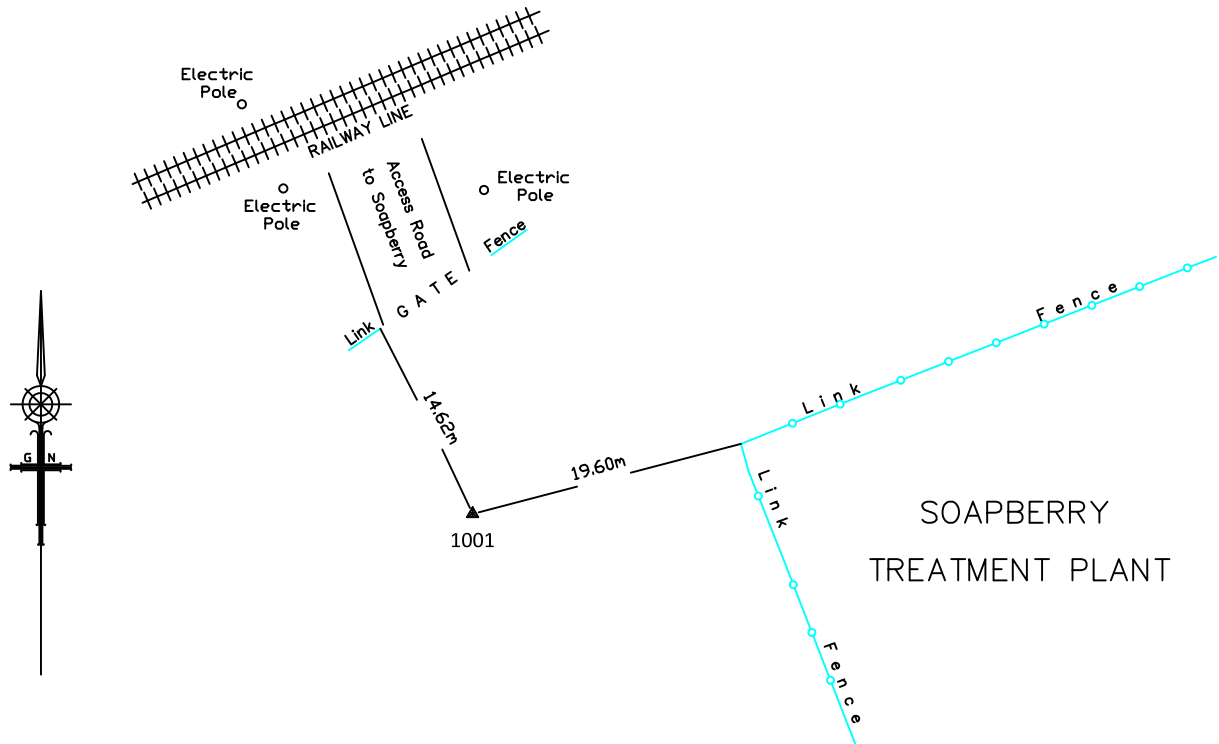 Electric
Pole
RAILWAY LINE
Electric
Pole
Access Road
to Soapberry
Electric
Pole
Fence
GATE
Link
14.62m
19.60m
1001
Link
Fence
Link
Fence
G N
SOAPBERRY
TREATMENT PLANT